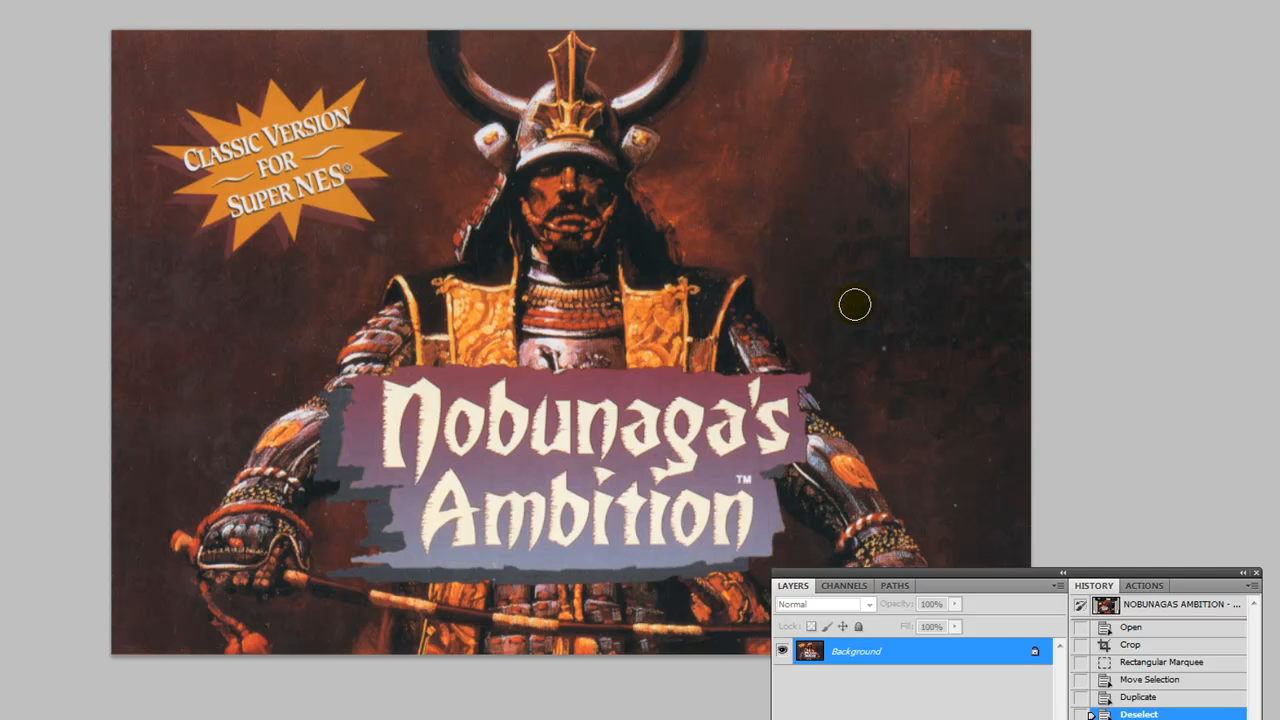 CLASSIC VERSION
FOR
SUPER NES®
Nobunaga's
Ambition™
LAYERS CHANNELS PATHS
Normal Opacity: 100%
Lock: Fill: 100%
Background
HISTORY ACTIONS
NOBUNAGAS AMBITION - ...
Open
Crop
Rectangular Marquee
Move Selection
Duplicate
Deselect